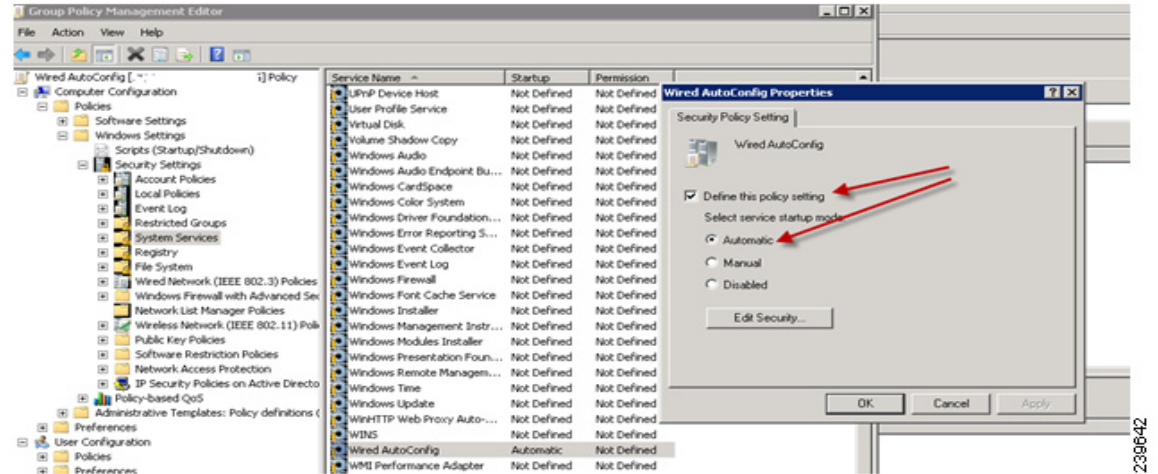 Group Policy Management Editor
File Action View Help
Wired AutoConfig [. i] Policy
Computer Configuration
Policies
Software Settings
Windows Settings
Scripts (Startup/Shutdown)
Security Settings
Account Policies
Local Policies
Event Log
Restricted Groups
System Services
Registry
File System
Wired Network (IEEE 802.3) Policies
Windows Firewall with Advanced Sec
Network List Manager Policies
Wireless Network (IEEE 802.11) Poli
Public Key Policies
Software Restriction Policies
Network Access Protection
IP Security Policies on Active Directo
Policy-based QoS
Administrative Templates: Policy definitions (
Preferences
User Configuration
Policies
Preferences
Service Name Startup Permission
UPnP Device Host Not Defined Not Defined
User Profile Service Not Defined Not Defined
Virtual Disk Not Defined Not Defined
Volume Shadow Copy Not Defined Not Defined
Windows Audio Not Defined Not Defined
Windows Audio Endpoint Bu... Not Defined Not Defined
Windows CardSpace Not Defined Not Defined
Windows Color System Not Defined Not Defined
Windows Driver Foundation... Not Defined Not Defined
Windows Error Reporting S... Not Defined Not Defined
Windows Event Collector Not Defined Not Defined
Windows Event Log Not Defined Not Defined
Windows Firewall Not Defined Not Defined
Windows Font Cache Service Not Defined Not Defined
Windows Installer Not Defined Not Defined
Windows Management Instr... Not Defined Not Defined
Windows Modules Installer Not Defined Not Defined
Windows Presentation Foun... Not Defined Not Defined
Windows Remote Managem... Not Defined Not Defined
Windows Time Not Defined Not Defined
Windows Update Not Defined Not Defined
WinHTTP Web Proxy Auto-... Not Defined Not Defined
WINS Not Defined Not Defined
Wired AutoConfig Automatic Not Defined
WMI Performance Adapter Not Defined Not Defined
Wired AutoConfig Properties
Security Policy Setting
Wired AutoConfig
Define this policy setting
Select service startup mode
Automatic
Manual
Disabled
Edit Security...
OK Cancel Apply
239642